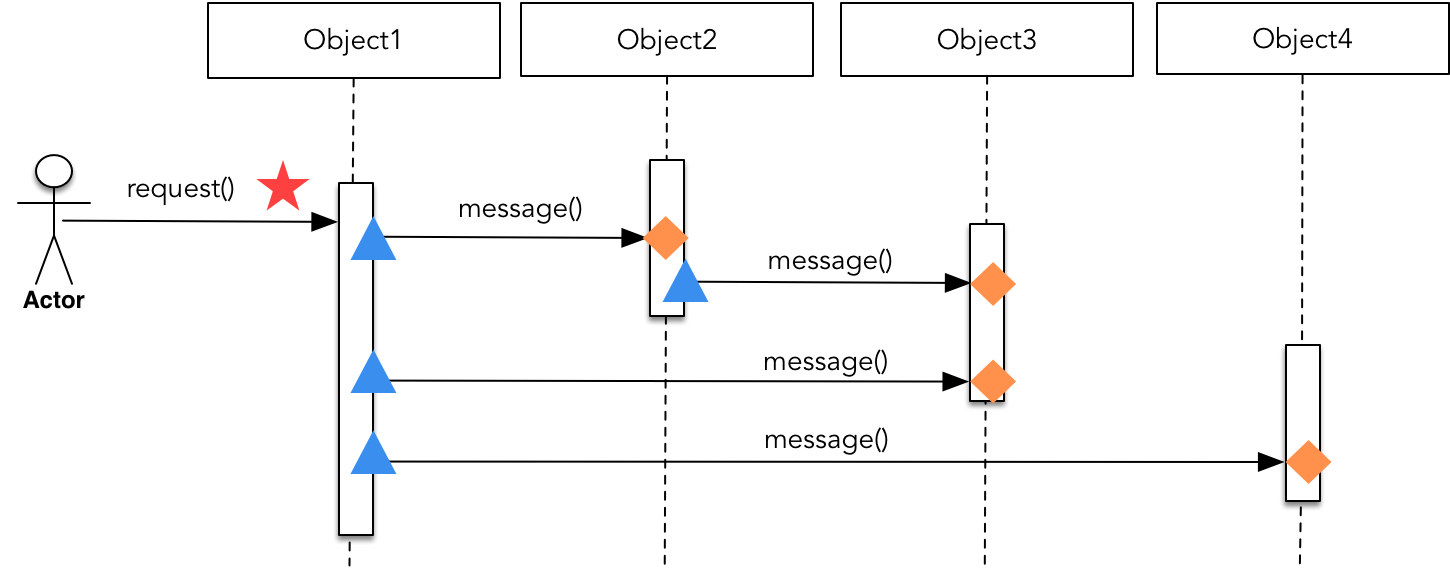 Object1
Object2
Object3
Object4
request()
message()
message()
Actor
message()
message()